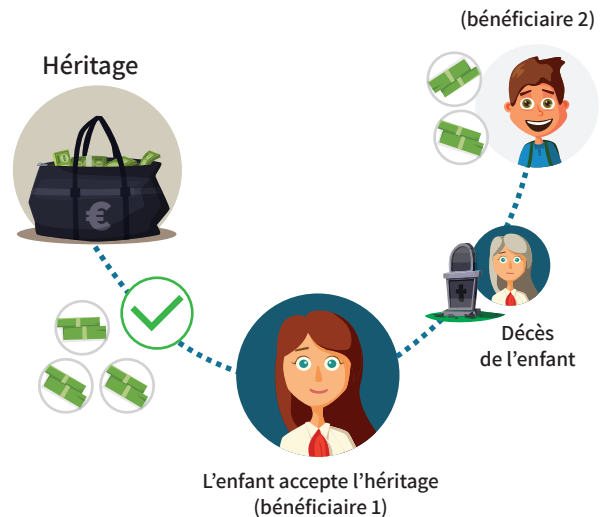 Héritage
€
L'enfant accepte l'héritage
(bénéficiaire 1)
Décès
de l'enfant
(bénéficiaire 2)